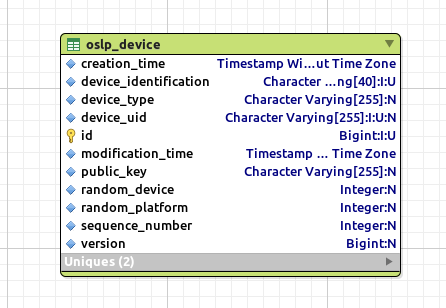 oslp_device
creation_time Timestamp Wi...ut Time Zone
device_identification Character ...ng[40]:I:U
device_type Character Varying[255]:N
device_uid Character Varying[255]:I:U:N
id Bigint:I:U
modification_time Timestamp ... Time Zone
public_key Character Varying[255]:N
random_device Integer:N
random_platform Integer:N
sequence_number Integer:N
version Bigint:N
Uniques (2)